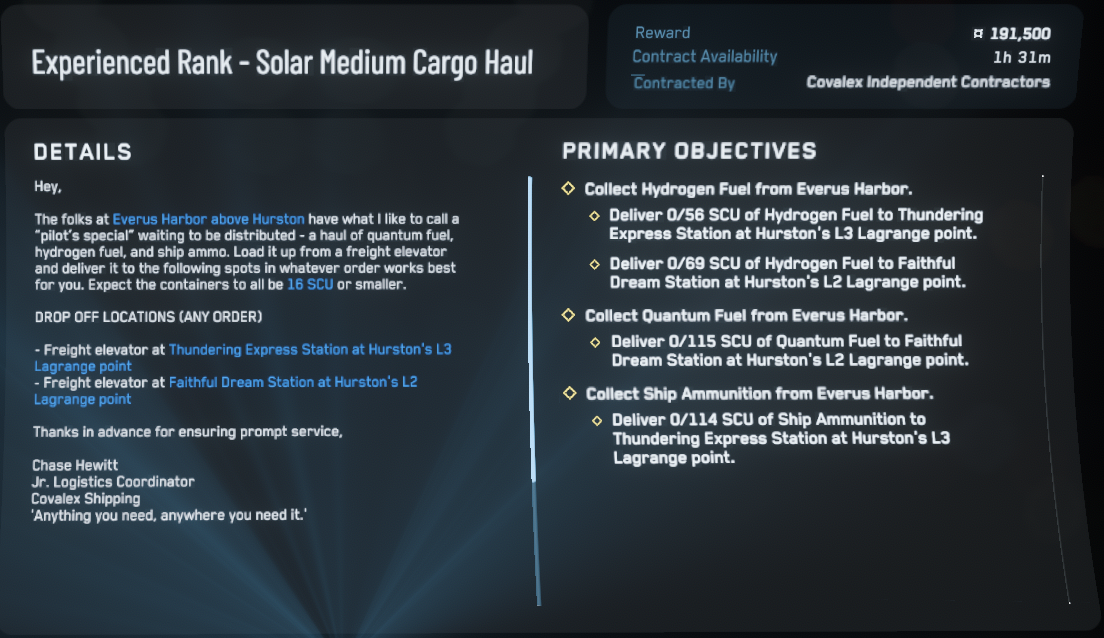 Experienced Rank - Solar Medium Cargo Haul
Reward
¤ 191,500
Contract Availability
1h 31m
Contracted By
Covalex Independent Contractors
DETAILS
Hey,
The folks at Everus Harbor above Hurston have what I like to call a
"pilot's special" waiting to be distributed - a haul of quantum fuel,
hydrogen fuel, and ship ammo. Load it up from a freight elevator
and deliver it to the following spots in whatever order works best
for you. Expect the containers to all be 16 SCU or smaller.
DROP OFF LOCATIONS (ANY ORDER)
- Freight elevator at Thundering Express Station at Hurston's L3
Lagrange point
- Freight elevator at Faithful Dream Station at Hurston's L2
Lagrange point
Thanks in advance for ensuring prompt service,
Chase Hewitt
Jr. Logistics Coordinator
Covalex Shipping
'Anything you need, anywhere you need it.'
PRIMARY OBJECTIVES
Collect Hydrogen Fuel from Everus Harbor.
Deliver 0/56 SCU of Hydrogen Fuel to Thundering
Express Station at Hurston's L3 Lagrange point.
Deliver 0/69 SCU of Hydrogen Fuel to Faithful
Dream Station at Hurston's L2 Lagrange point.
Collect Quantum Fuel from Everus Harbor.
Deliver 0/115 SCU of Quantum Fuel to Faithful
Dream Station at Hurston's L2 Lagrange point.
Collect Ship Ammunition from Everus Harbor.
Deliver 0/114 SCU of Ship Ammunition to
Thundering Express Station at Hurston's L3
Lagrange point.